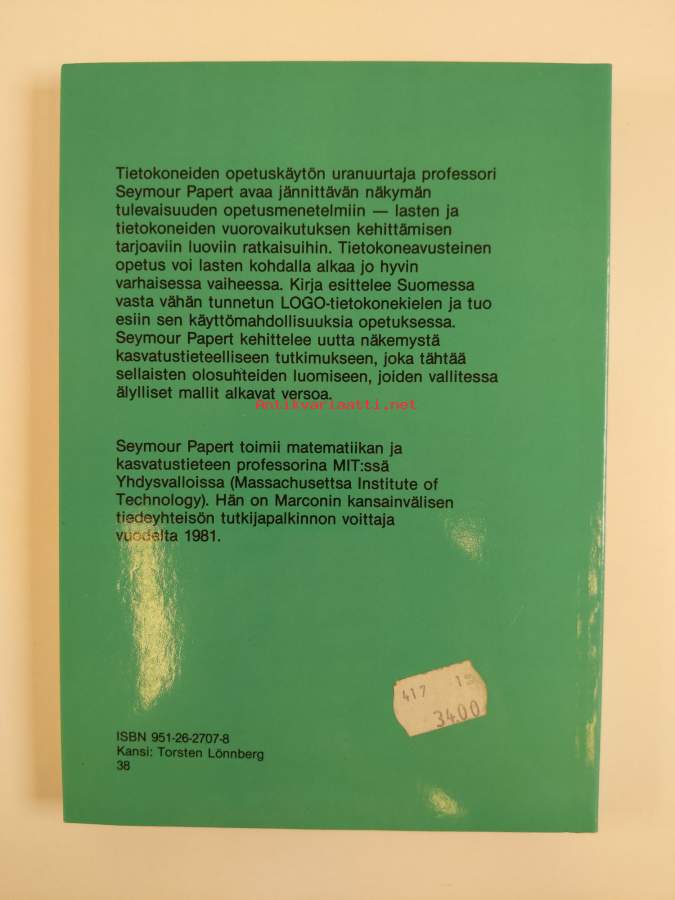 Tietokoneiden opetuskäytön uranuurtaja professori
Seymour Papert avaa jännittävän näkymän
tulevaisuuden opetusmenetelmiin — lasten ja
tietokoneiden vuorovaikutuksen kehittämisen
tarjoaviin luoviin ratkaisuihin. Tietokoneavusteinen
opetus voi lasten kohdalla alkaa jo hyvin
varhaisessa vaiheessa. Kirja esittelee Suomessa
vasta vähän tunnetun LOGO-tietokonekielen ja tuo
esiin sen käyttömahdollisuuksia opetuksessa.
Seymour Papert kehittelee uutta näkemystä
kasvatustieteelliseen tutkimukseen, joka tähtää
sellaisten olosuhteiden luomiseen, joiden vallitessa
älylliset mallit alkavat versoa.
Antikvariaatti.net
Seymour Papert toimii matematiikan ja
kasvatustieteen professorina MIT:ssä
Yhdysvalloissa (Massachusettsa Institute of
Technology). Hän on Marconin kansainvälisen
tiedeyhteisön tutkijapalkinnon voittaja
vuodelta 1981.
417
3400
ISBN 951-26-2707-8
Kansi: Torsten Lönnberg
38